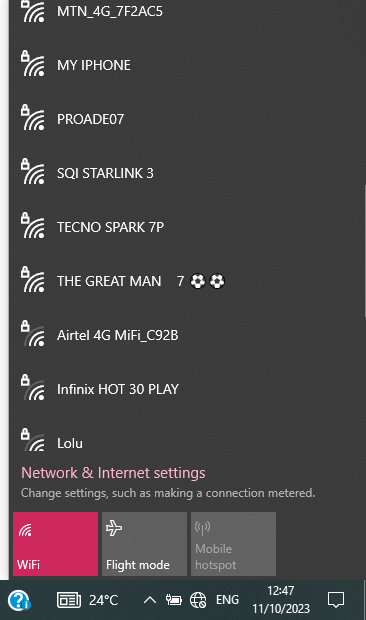 MTN_4G_7F2AC5
MY IPHONE
PROADE07
SQI STARLINK 3
TECNO SPARK 7P
THE GREAT MAN 7 ⚽⚽
Airtel 4G MiFi_C92B
Infinix HOT 30 PLAY
Lolu
Network & Internet settings
Change settings, such as making a connection metered.
WiFi
Flight mode
Mobile
hotspot
24°C
ENG
12:47
11/10/2023